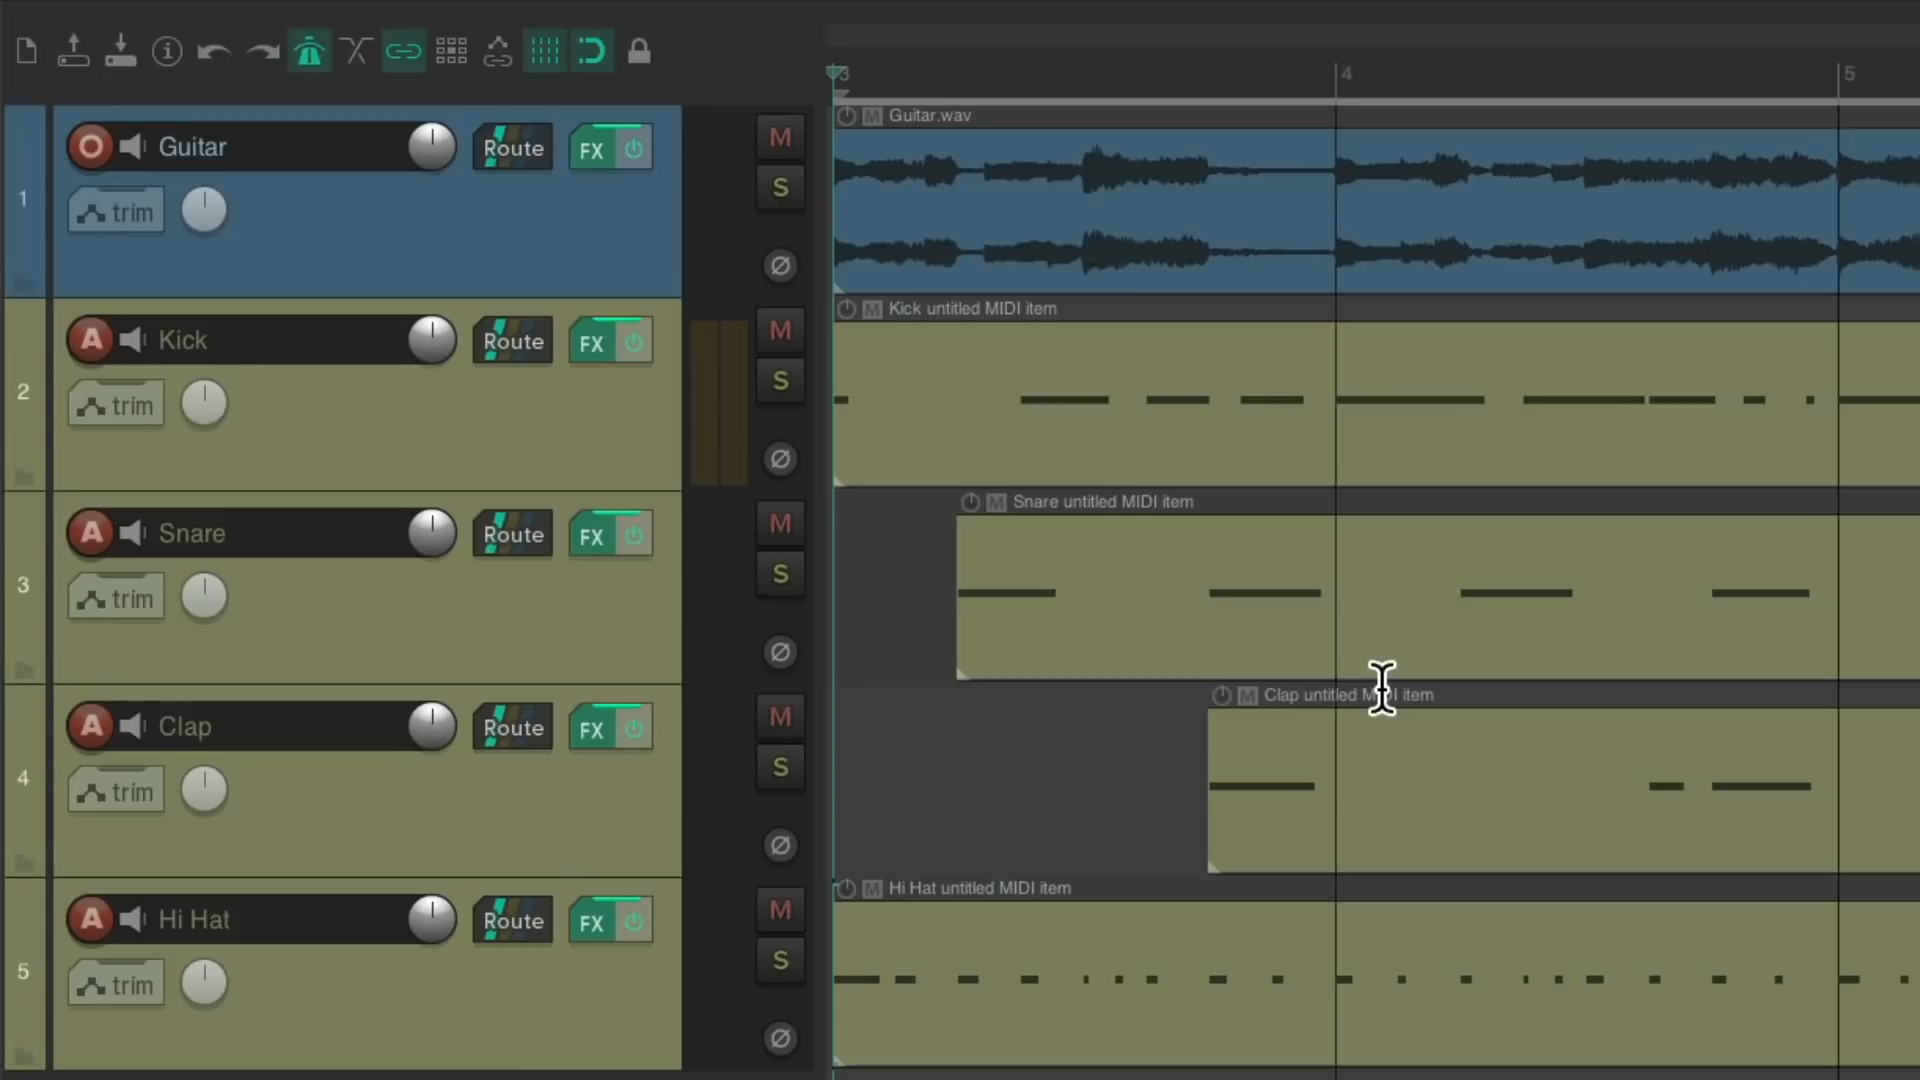 3 4 5
M Guitar.wav
1 Guitar Route FX M
trim S
M Kick untitled MIDI item
2 A Kick Route FX M
trim S
M Snare untitled MIDI item
3 A Snare Route FX M
trim S
M Clap untitled MIDI item
4 A Clap Route FX M
trim S
M Hi Hat untitled MIDI item
5 A Hi Hat Route FX M
trim S